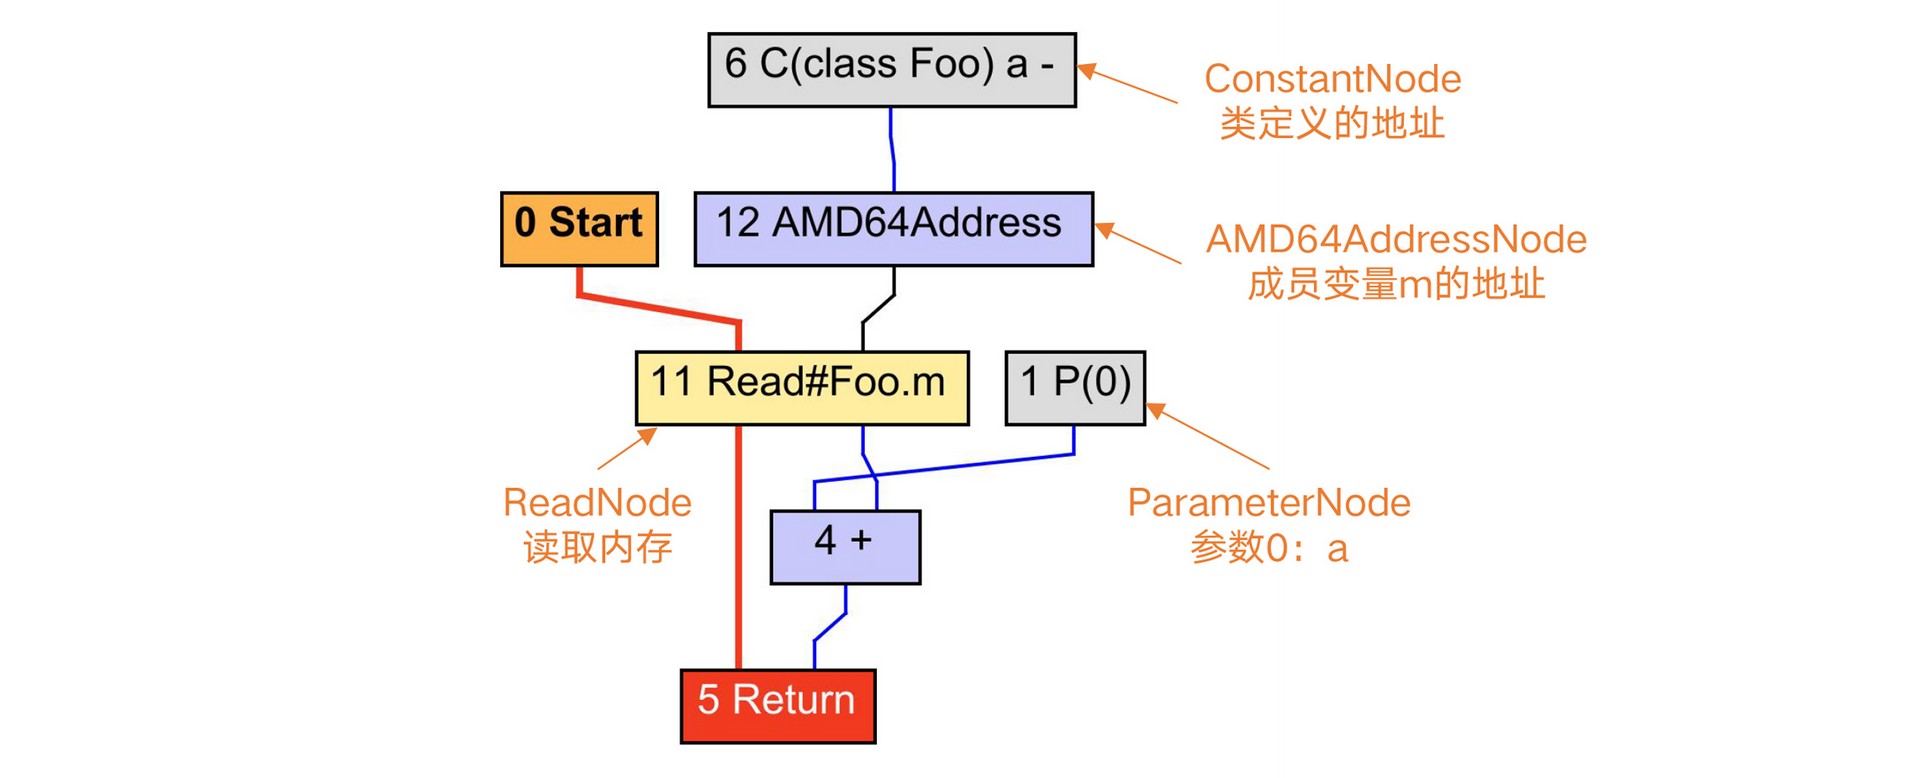 6 C(class Foo) a -
ConstantNode
类定义的地址
0 Start
12 AMD64Address
AMD64AddressNode
成员变量m的地址
11 Read#Foo.m
1 P(0)
ReadNode
读取内存
4 +
ParameterNode
参数0：a
5 Return